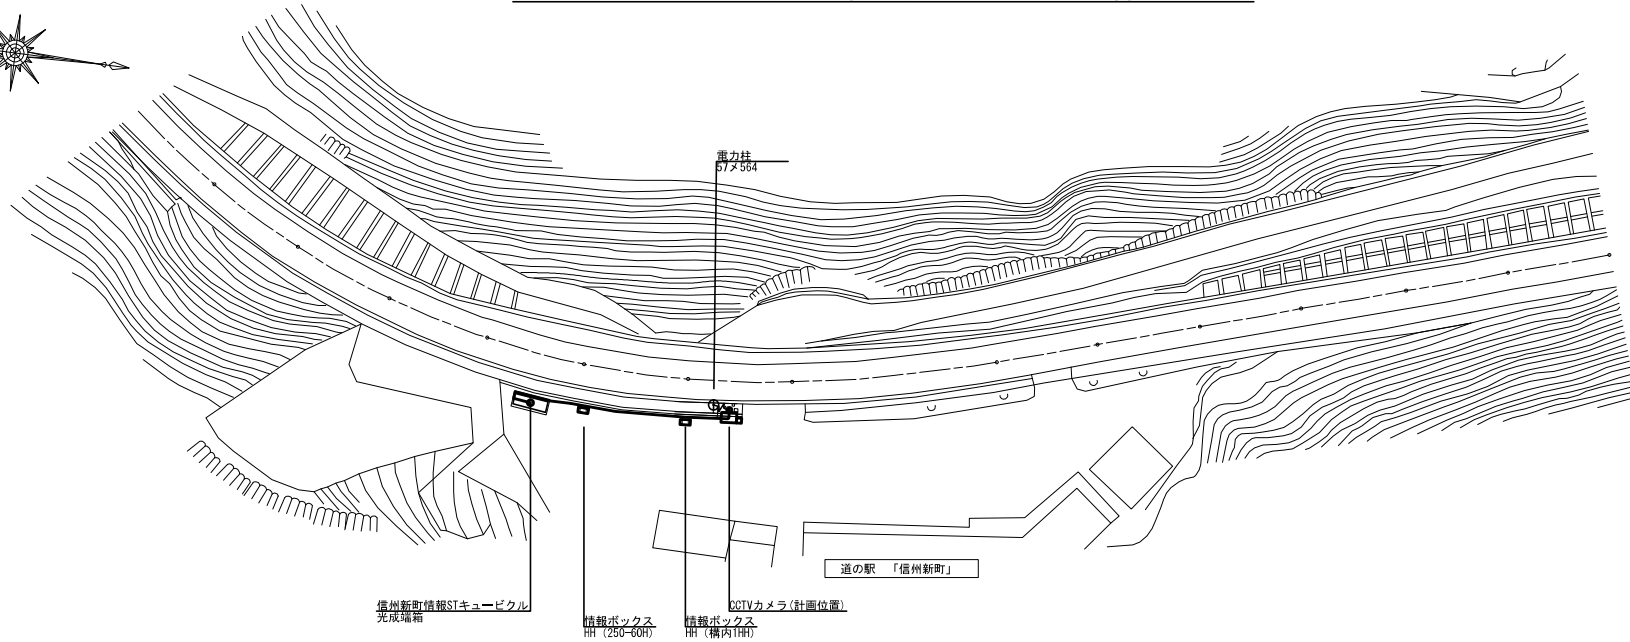 電力柱
57メ564
道の駅 「信州新町」
信州新町情報STキュービクル
光成端箱
情報ボックス
HH (250-60H)
情報ボックス
HH (構内1HH)
CCTVカメラ(計画位置)